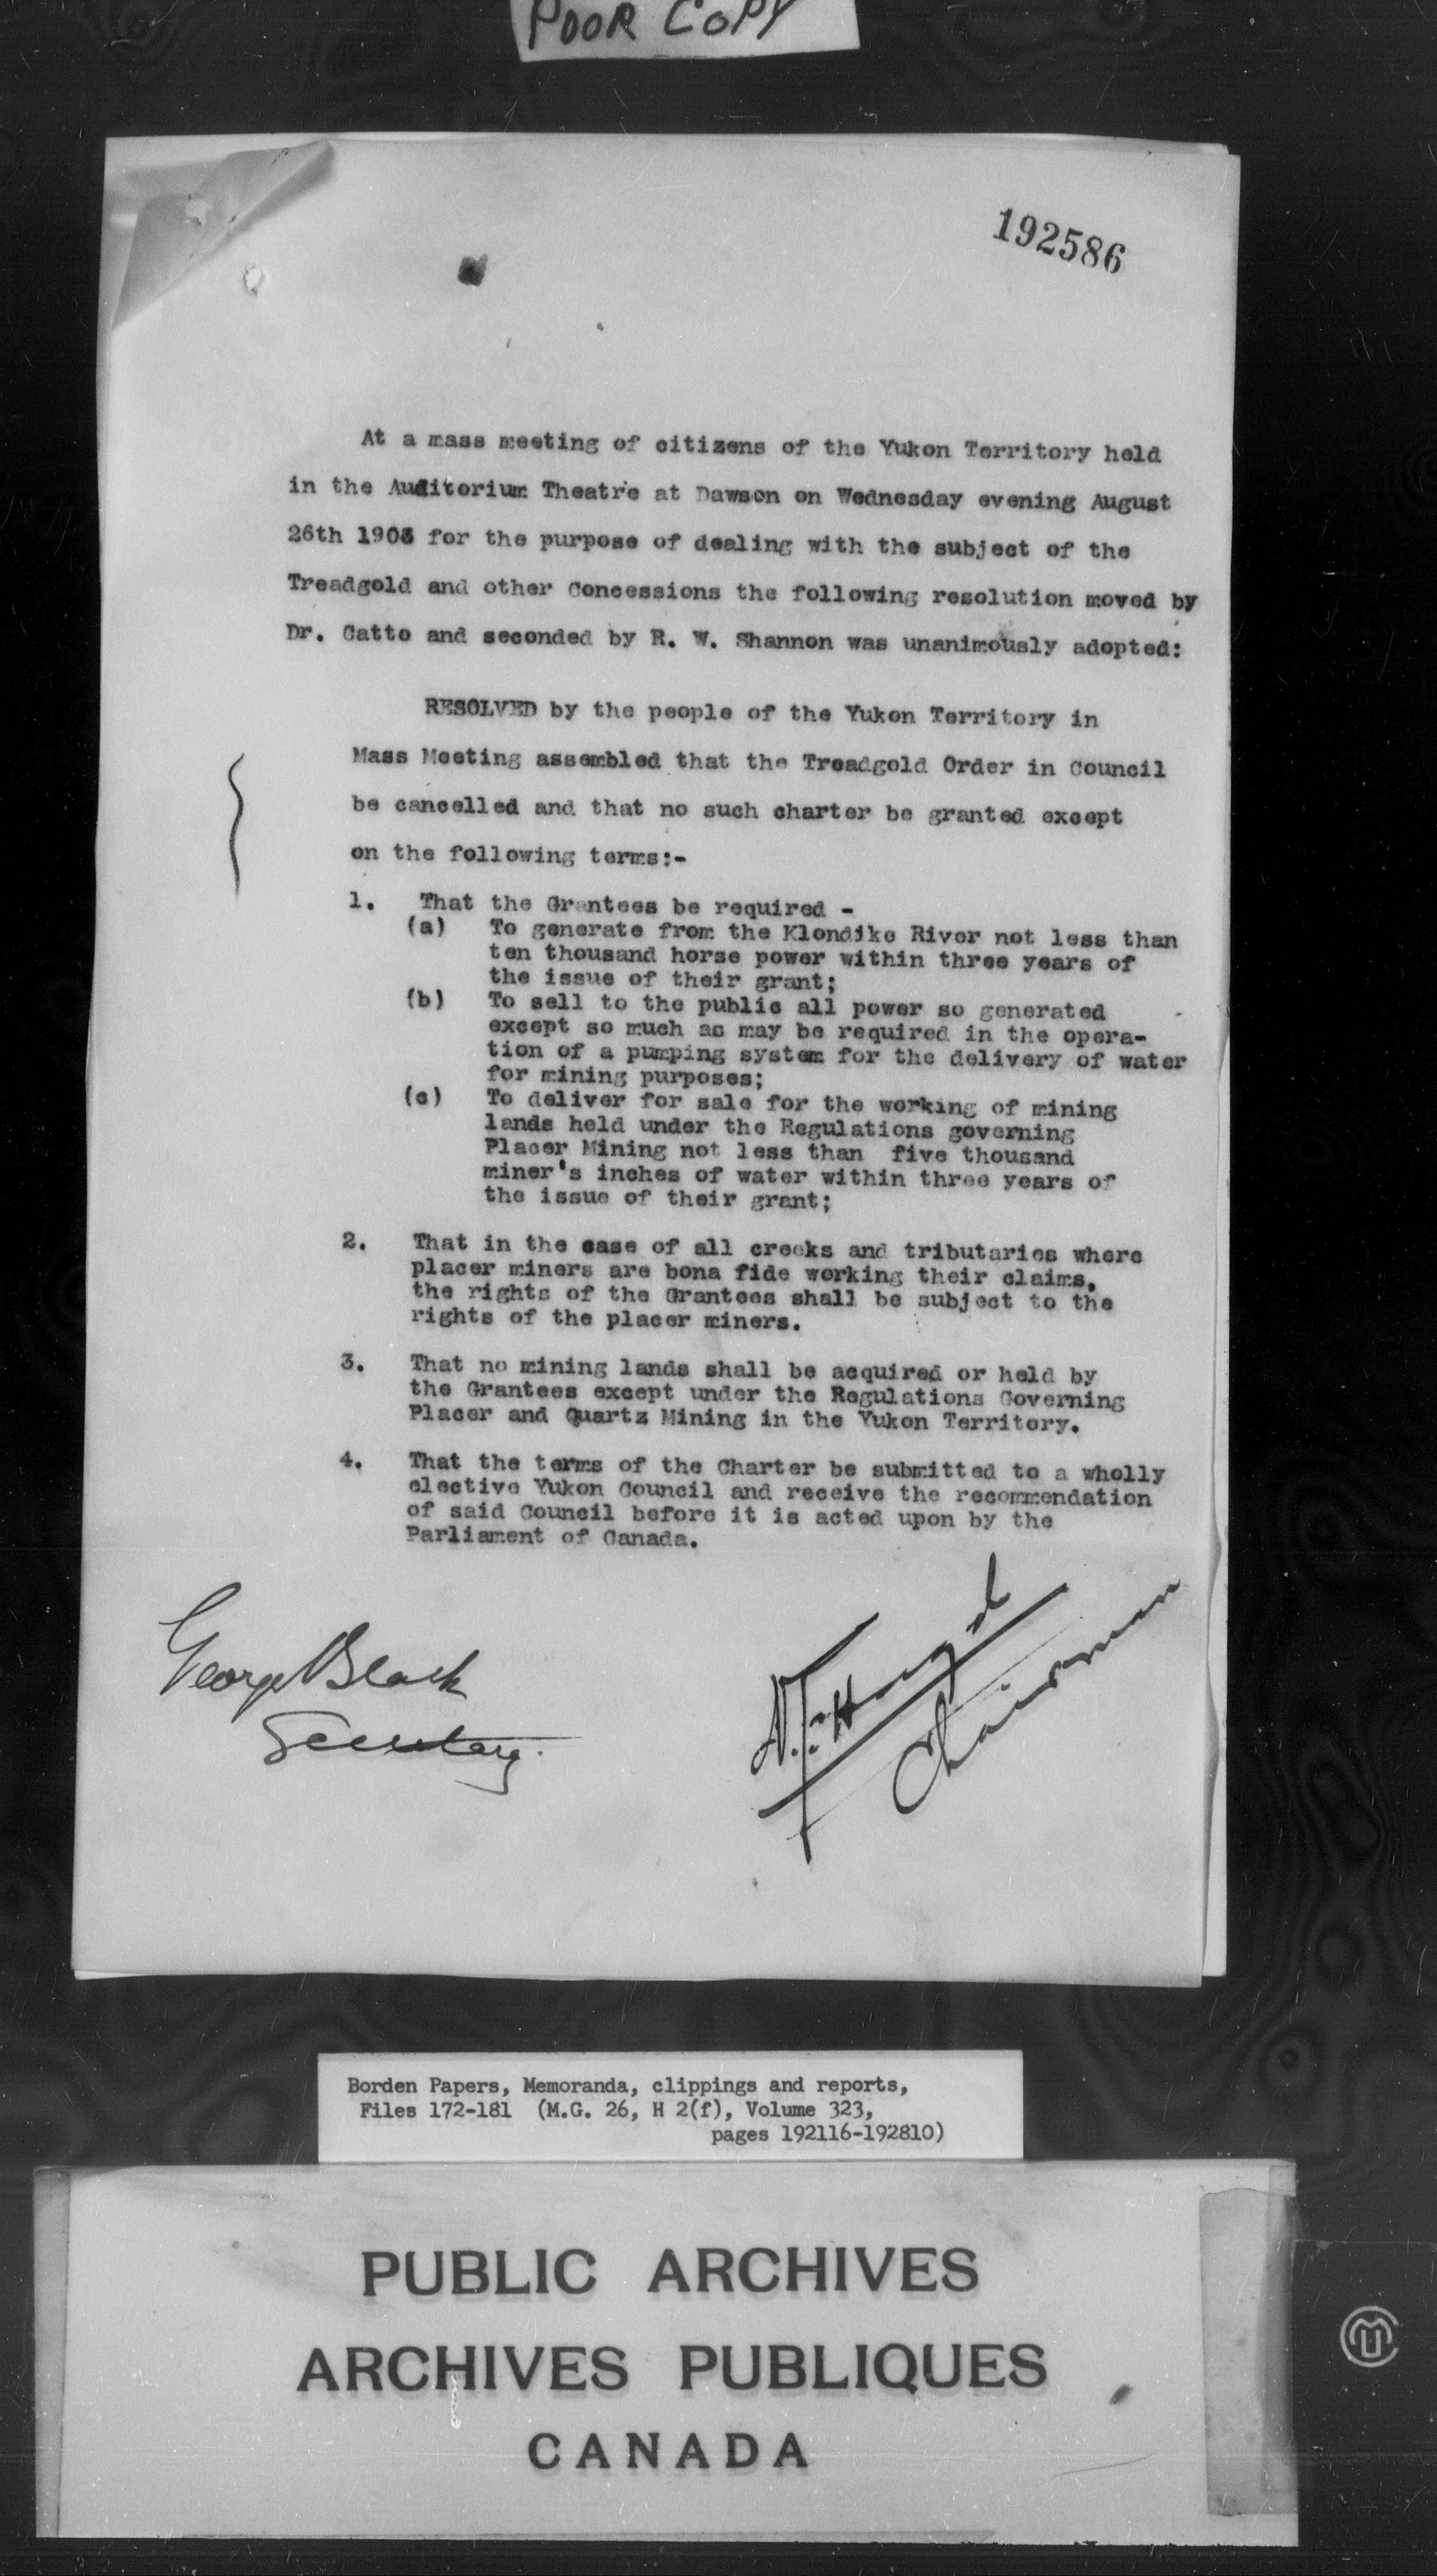 POOR COPY
192586
At a mass meeting of citizens of the Yukon Territory held
in the Auditorium Theatre at Dawson on Wednesday evening August
26th 1903 for the purpose of dealing with the subject of the
Treadgold and other Concessions the following resolution moved by
Dr. Catto and seconded by R. W. Shannon was unanimously adopted:
RESOLVED by the people of the Yukon Territory in
Mass Meeting assembled that the Treadgold Order in Council
be cancelled and that no such charter be granted except
on the following terms:-
1. That the Grantees be required -
(a) To generate from the Klondike River not less than
ten thousand horse power within three years of
the issue of their grant;
(b) To sell to the public all power so generated
except so much as may be required in the opera-
tion of a pumping system for the delivery of water
for mining purposes;
(c) To deliver for sale for the working of mining
lands held under the Regulations governing
Placer Mining not less than five thousand
miner's inches of water within three years of
the issue of their grant;
2. That in the case of all creeks and tributaries where
placer miners are bona fide working their claims,
the rights of the Grantees shall be subject to the
rights of the placer miners.
3. That no mining lands shall be acquired or held by
the Grantees except under the Regulations Governing
Placer and Quartz Mining in the Yukon Territory.
4. That the terms of the Charter be submitted to a wholly
elective Yukon Council and receive the recommendation
of said Council before it is acted upon by the
Parliament of Canada.
George Black
Secretary.
Chairman
Borden Papers, Memoranda, clippings and reports,
Files 172-181 (M.G. 26, H 2(f), Volume 323,
pages 192116-192810)
PUBLIC ARCHIVES
ARCHIVES PUBLIQUES
CANADA